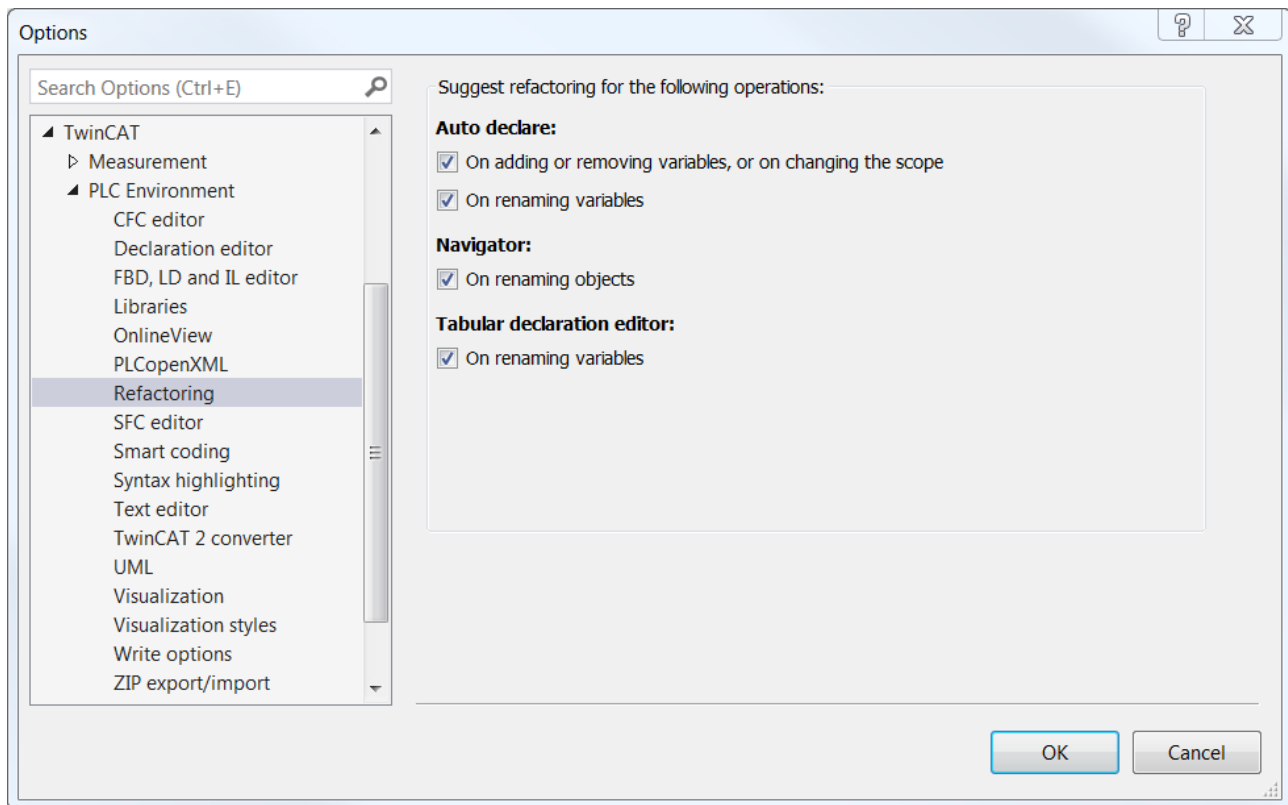 Options
Search Options (Ctrl+E)
TwinCAT
Measurement
PLC Environment
CFC editor
Declaration editor
FBD, LD and IL editor
Libraries
OnlineView
PLCopenXML
Refactoring
SFC editor
Smart coding
Syntax highlighting
Text editor
TwinCAT 2 converter
UML
Visualization
Visualization styles
Write options
ZIP export/import
Suggest refactoring for the following operations:
Auto declare:
On adding or removing variables, or on changing the scope
On renaming variables
Navigator:
On renaming objects
Tabular declaration editor:
On renaming variables
OK
Cancel